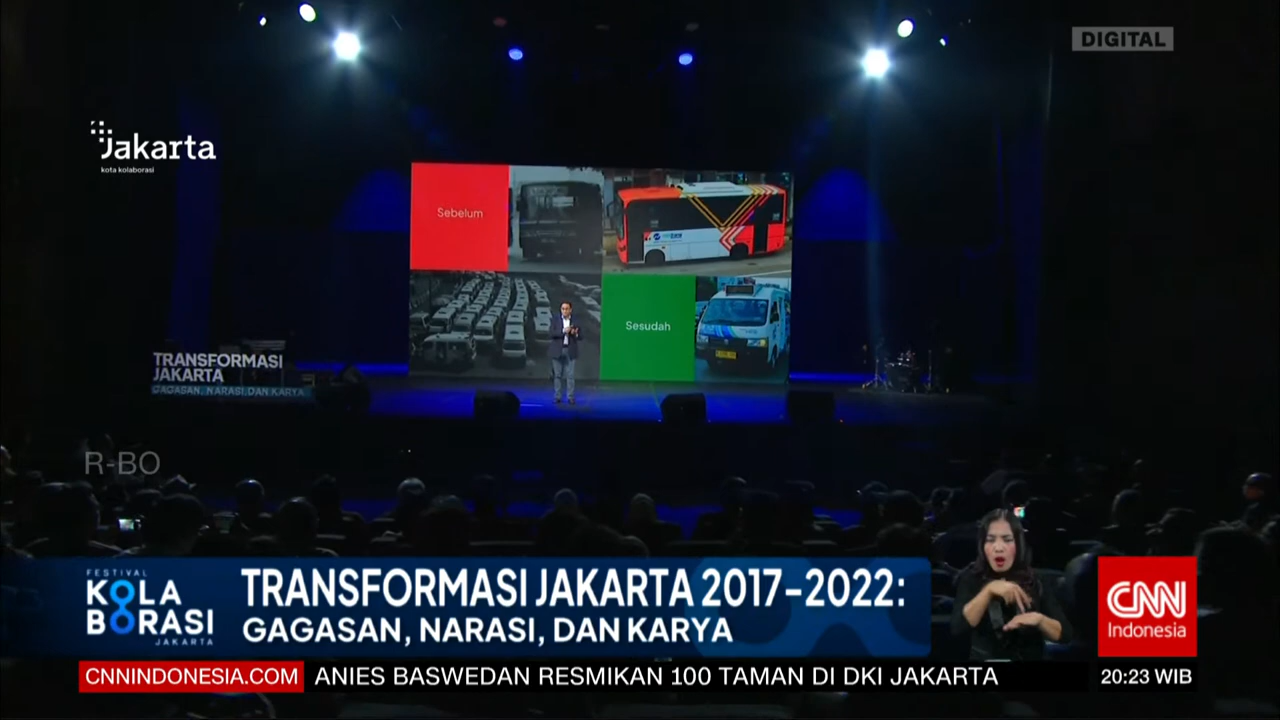 DIGITAL
Jakarta
kota kolaborasi
Sebelum
Sesudah
TRANSFORMASI
JAKARTA
GAGASAN, NARASI, DAN KARYA
R-BO
FESTIVAL
KOLA
BORASI
JAKARTA
TRANSFORMASI JAKARTA 2017-2022:
GAGASAN, NARASI, DAN KARYA
CNN
Indonesia
CNNINDONESIA.COM
ANIES BASWEDAN RESMIKAN 100 TAMAN DI DKI JAKARTA
20:23 WIB